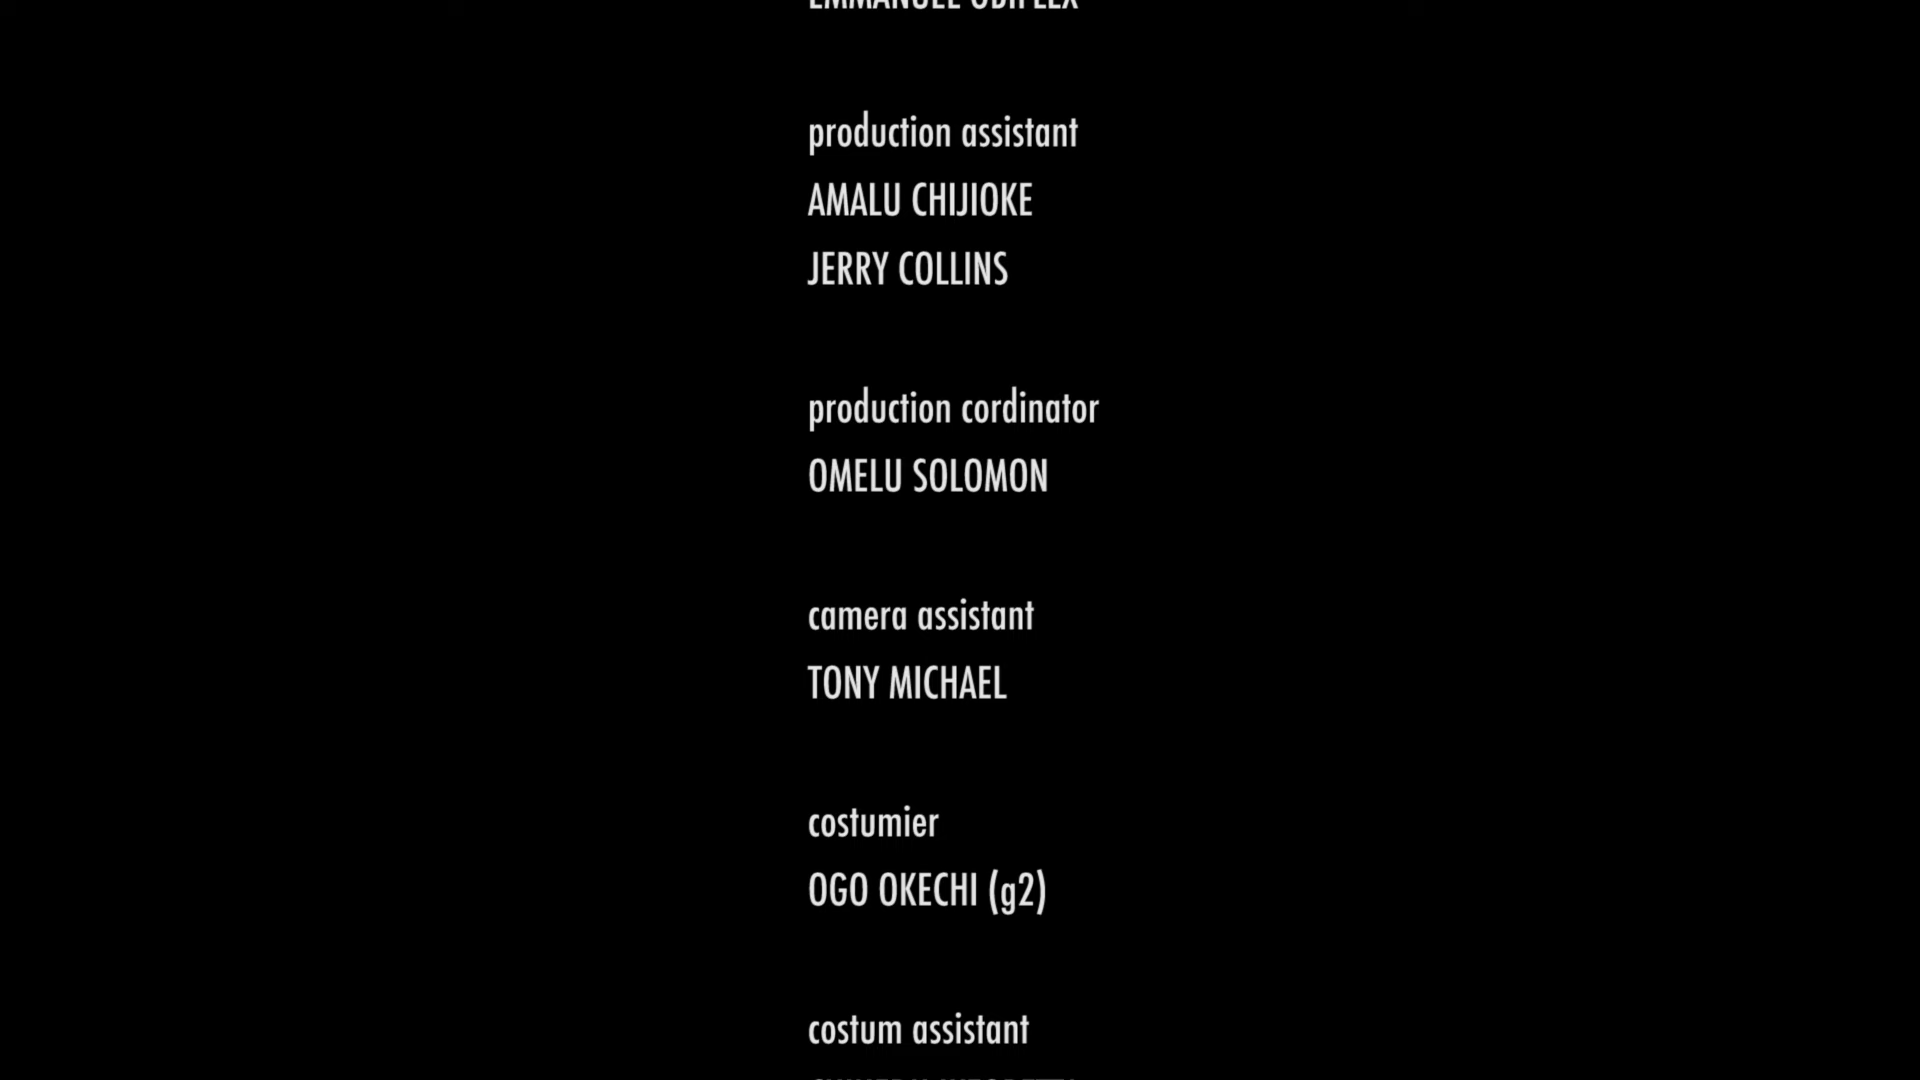 EMMANUEL
production assistant
AMALU CHIJIOKE
JERRY COLLINS
production cordinator
OMELU SOLOMON
camera assistant
TONY MICHAEL
costumier
OGO OKECHI (g2)
costum assistant